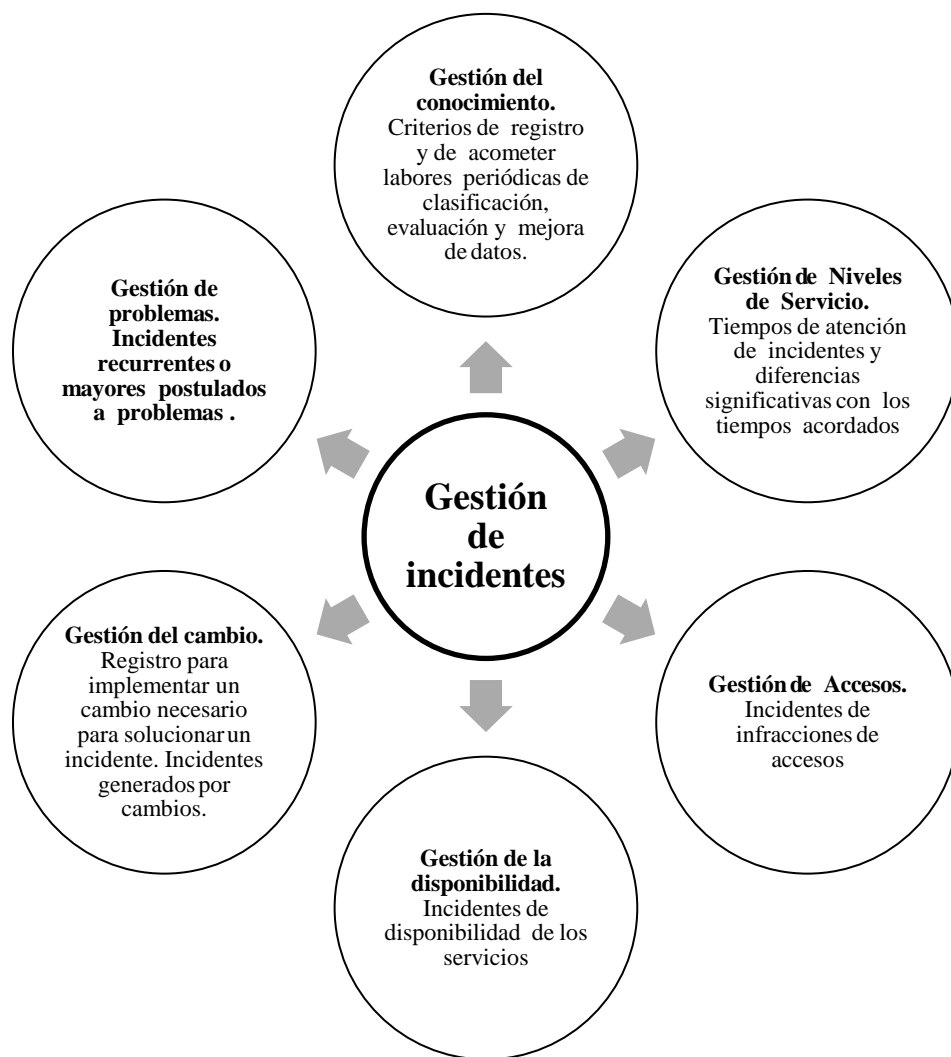 Gestión del
conocimiento.
Criterios de registro
y de acometer
labores periódicas de
clasificación,
evaluación y mejora
de datos.
Gestión de Niveles
de Servicio.
Tiempos de atención
de incidentes y
diferencias
significativas con los
tiempos acordados
Gestión de Accesos.
Incidentes de
infracciones de
accesos
Gestión de la
disponibilidad.
Incidentes de
disponibilidad de los
servicios
Gestión del cambio.
Registro para
implementar un
cambio necesario
para solucionar un
incidente. Incidentes
generados por
cambios.
Gestión de
problemas.
Incidentes
recurrentes o
mayores postulados
a problemas .
Gestión
de
incidentes